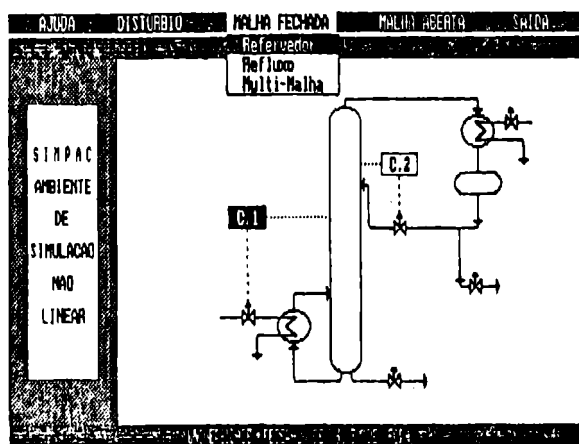 AJUDA DISTURBIO MALHA FECHADA MALHA ABERTA SAIDA
Refervedor
Refluxo
Multi-Malha
SIMPAC
AMBIENTE
DE
SIMULACAO
NAO
LINEAR
C.1
C.2